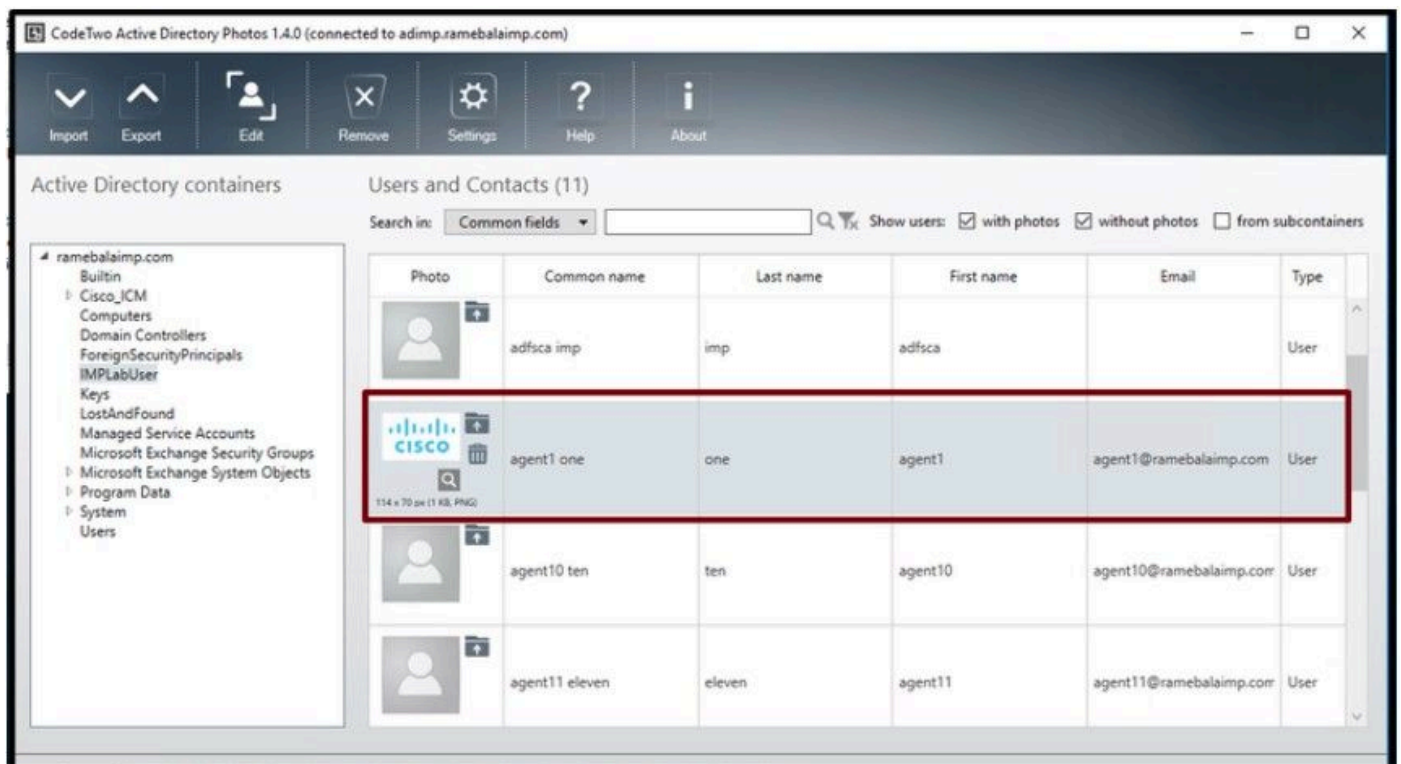 CodeTwo Active Directory Photos 1.4.0 (connected to adimp.ramebalaimp.com)
Import Export Edit Remove Settings Help About
Active Directory containers
ramebalaimp.com
Builtin
Cisco_ICM
Computers
Domain Controllers
ForeignSecurityPrincipals
IMPLabUser
Keys
LostAndFound
Managed Service Accounts
Microsoft Exchange Security Groups
Microsoft Exchange System Objects
Program Data
System
Users
Users and Contacts (11)
Search in: Common fields Show users: with photos without photos from subcontainers
Photo Common name Last name First name Email Type
adfsca imp imp adfsca User
CISCO
agent1 one one agent1 agent1@ramebalaimp.com User
114 x 70 px (1 KB, PNG)
agent10 ten ten agent10 agent10@ramebalaimp.com User
agent11 eleven eleven agent11 agent11@ramebalaimp.com User